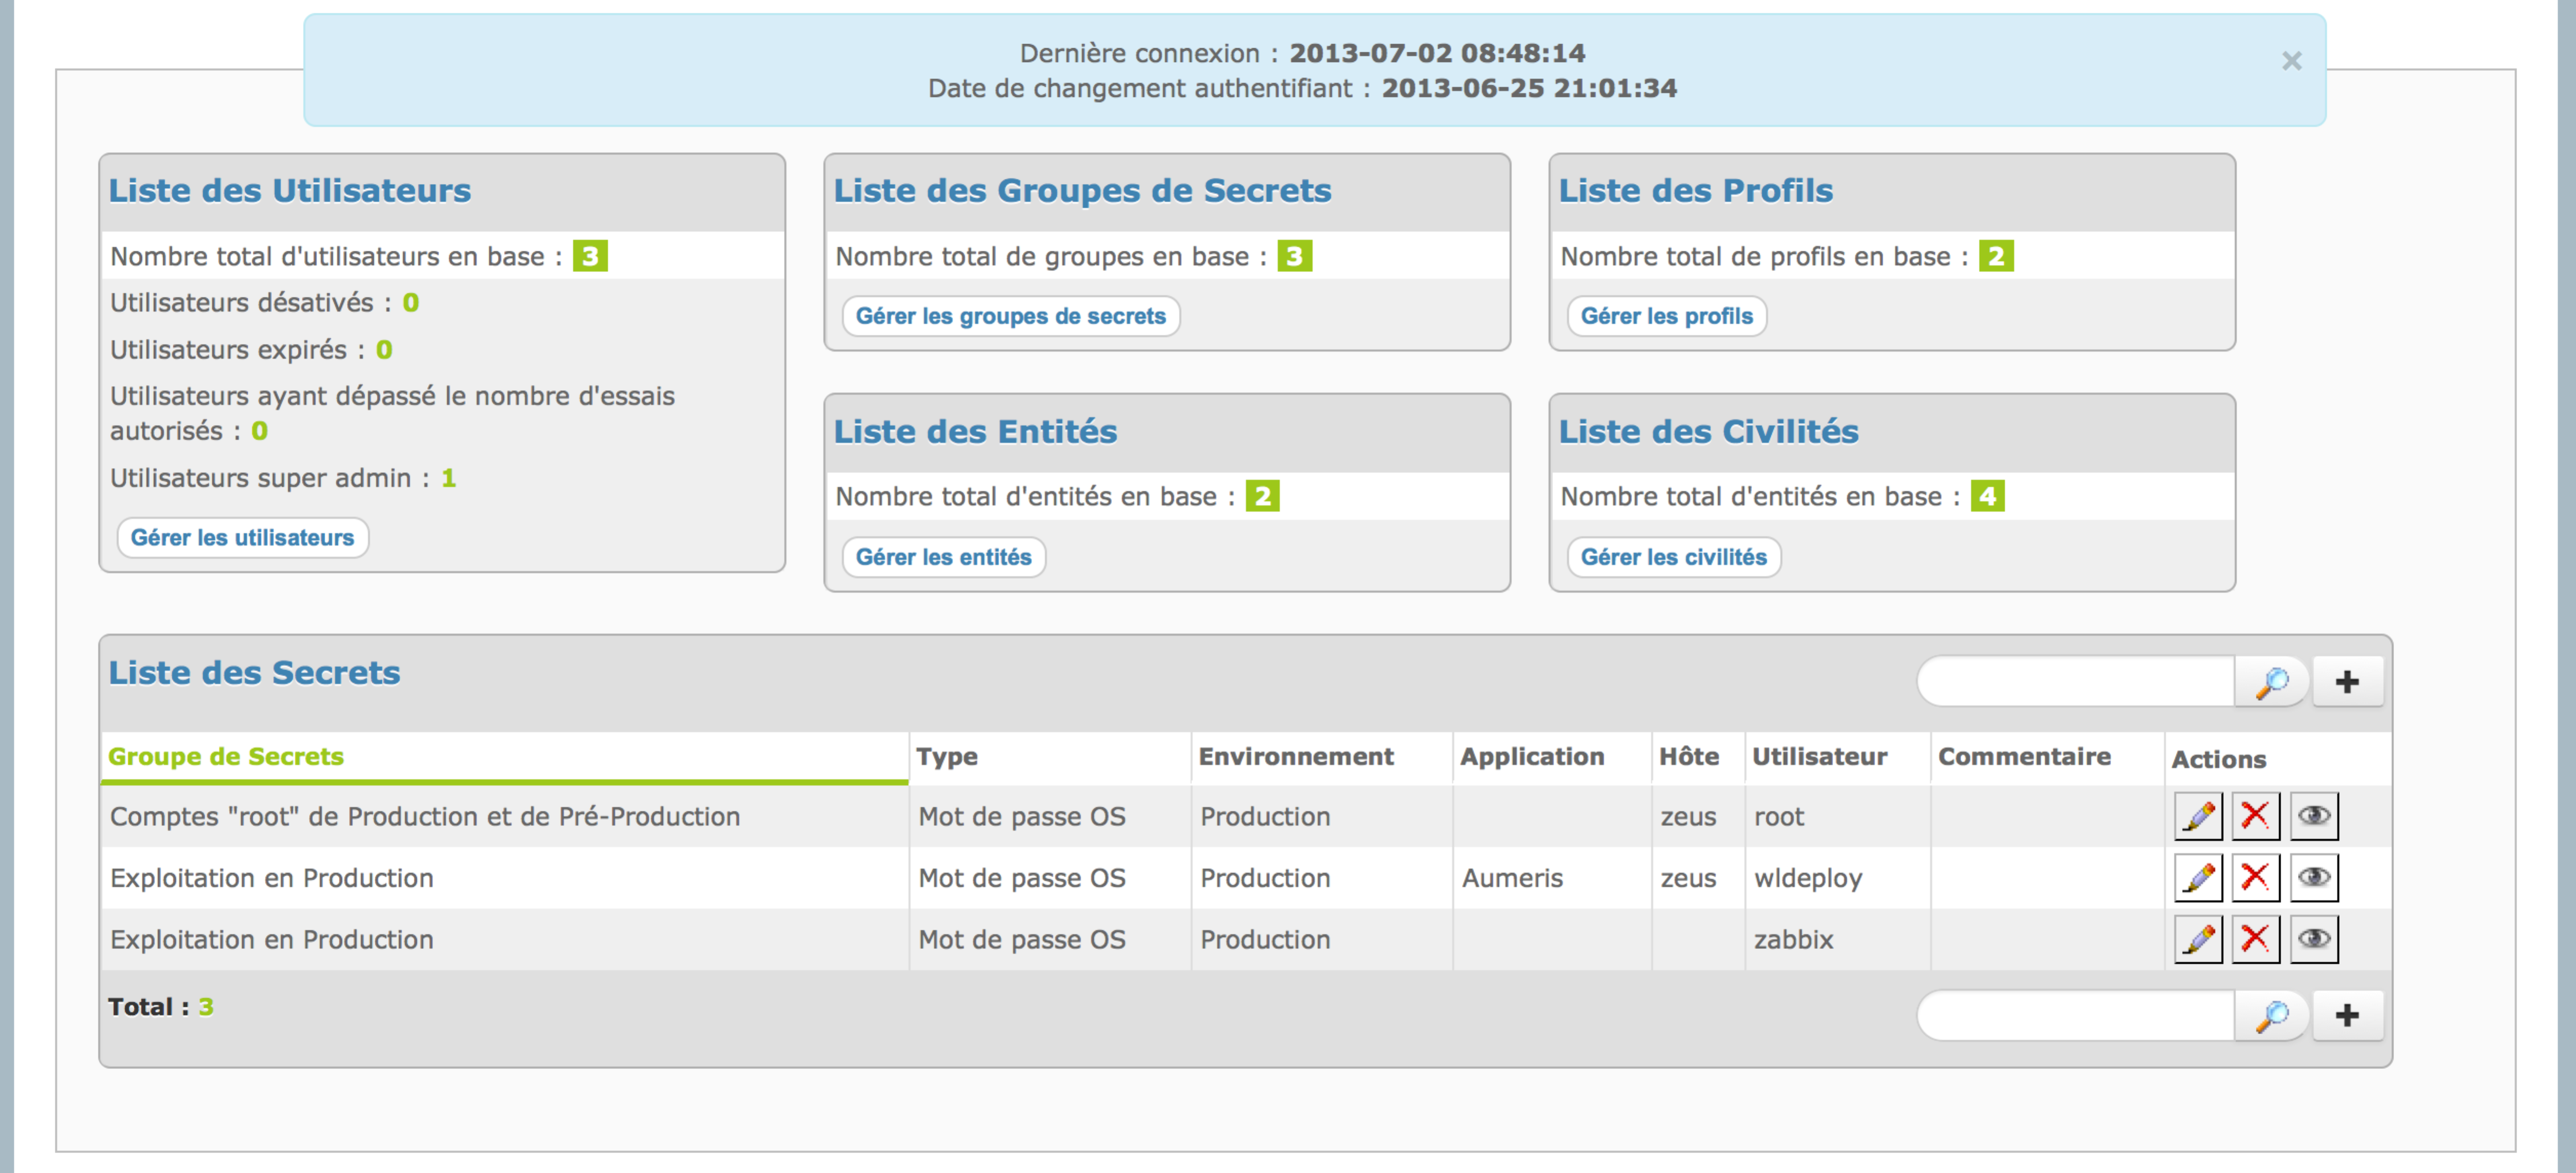 Dernière connexion : 2013-07-02 08:48:14
Date de changement authentifiant : 2013-06-25 21:01:34
×
Liste des Utilisateurs
Nombre total d'utilisateurs en base : 3
Utilisateurs désativés : 0
Utilisateurs expirés : 0
Utilisateurs ayant dépassé le nombre d'essais
autorisés : 0
Utilisateurs super admin : 1
Gérer les utilisateurs
Liste des Groupes de Secrets
Nombre total de groupes en base : 3
Gérer les groupes de secrets
Liste des Profils
Nombre total de profils en base : 2
Gérer les profils
Liste des Entités
Nombre total d'entités en base : 2
Gérer les entités
Liste des Civilités
Nombre total d'entités en base : 4
Gérer les civilités
Liste des Secrets
Groupe de Secrets Type Environnement Application Hôte Utilisateur Commentaire Actions
Comptes "root" de Production et de Pré-Production Mot de passe OS Production zeus root
Exploitation en Production Mot de passe OS Production Aumeris zeus wldeploy
Exploitation en Production Mot de passe OS Production zabbix
Total : 3